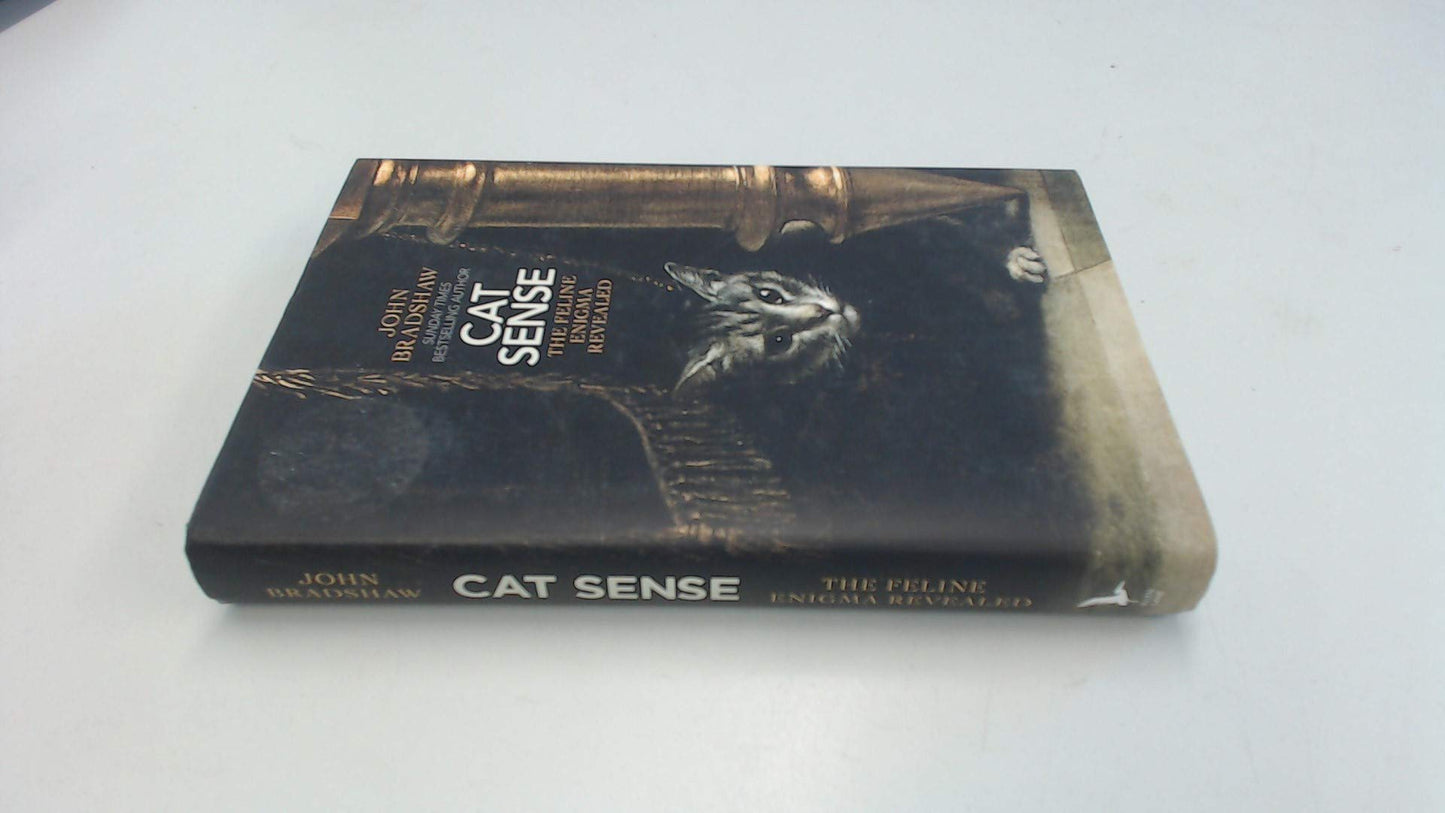 JOHN
BRADSHAW
SUNDAY TIMES
BESTSELLING AUTHOR
CAT
SENSE
THE FELINE
ENIGMA
REVEALED
JOHN
BRADSHAW
CAT SENSE
THE FELINE
ENIGMA REVEALED